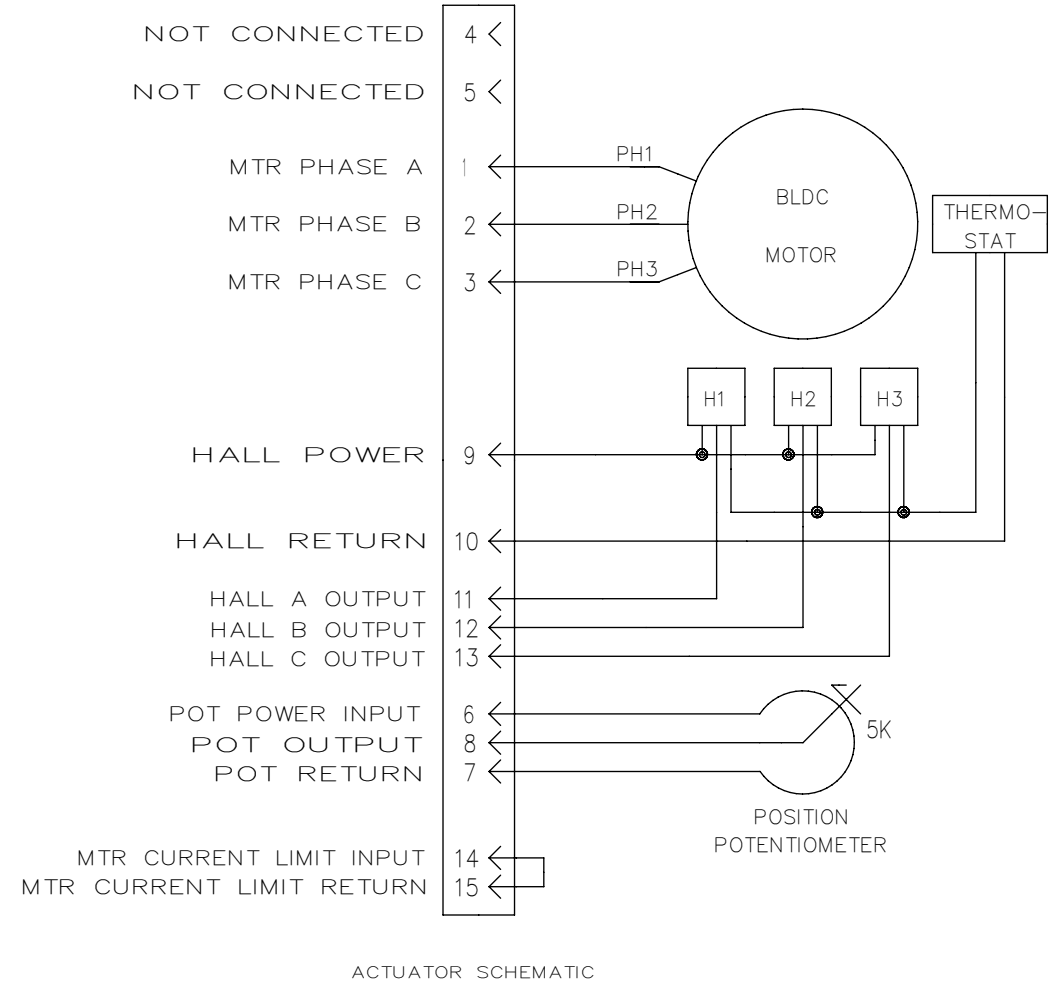 NOT CONNECTED 4
NOT CONNECTED 5
MTR PHASE A 1 PH1
MTR PHASE B 2 PH2
MTR PHASE C 3 PH3
BLDC
MOTOR
THERMO-
STAT
H1 H2 H3
HALL POWER 9
HALL RETURN 10
HALL A OUTPUT 11
HALL B OUTPUT 12
HALL C OUTPUT 13
POT POWER INPUT 6
POT OUTPUT 8
POT RETURN 7
5K
POSITION
POTENTIOMETER
MTR CURRENT LIMIT INPUT 14
MTR CURRENT LIMIT RETURN 15
ACTUATOR SCHEMATIC